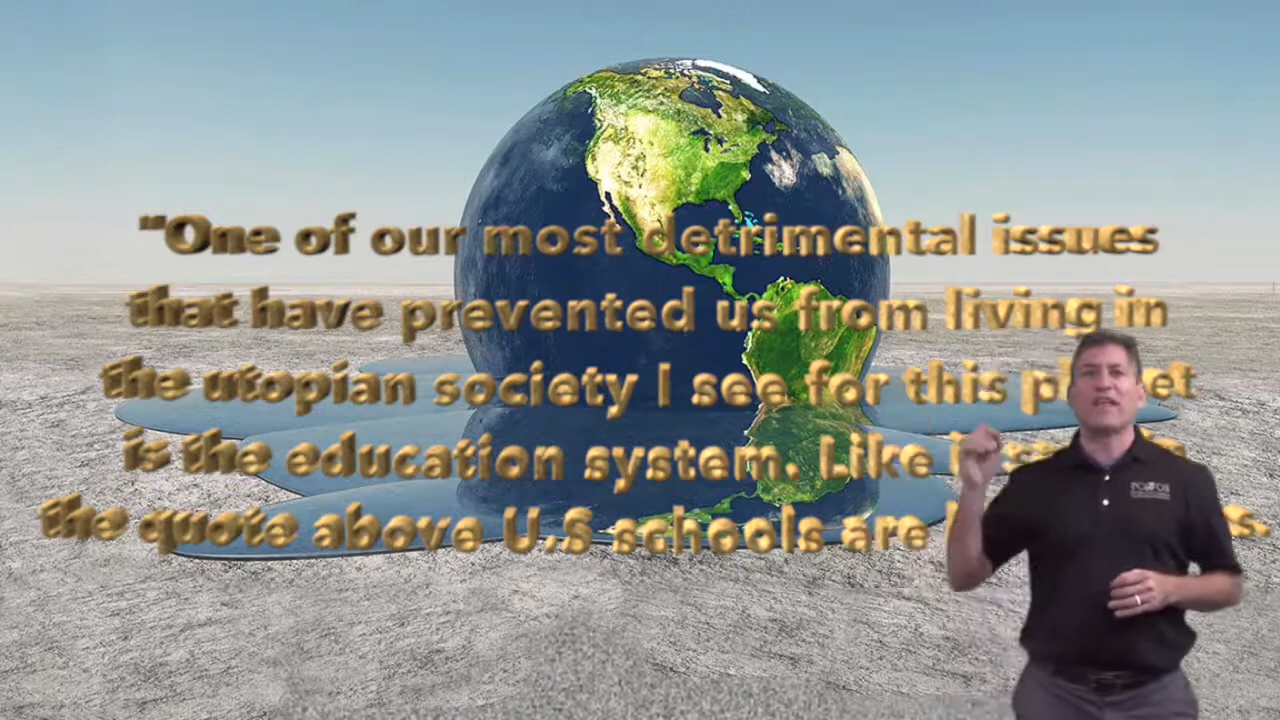 "One of our most detrimental issues
that have prevented us from living in
the utopian society I see for this
is the education system. Like
the quote above U.S schools are